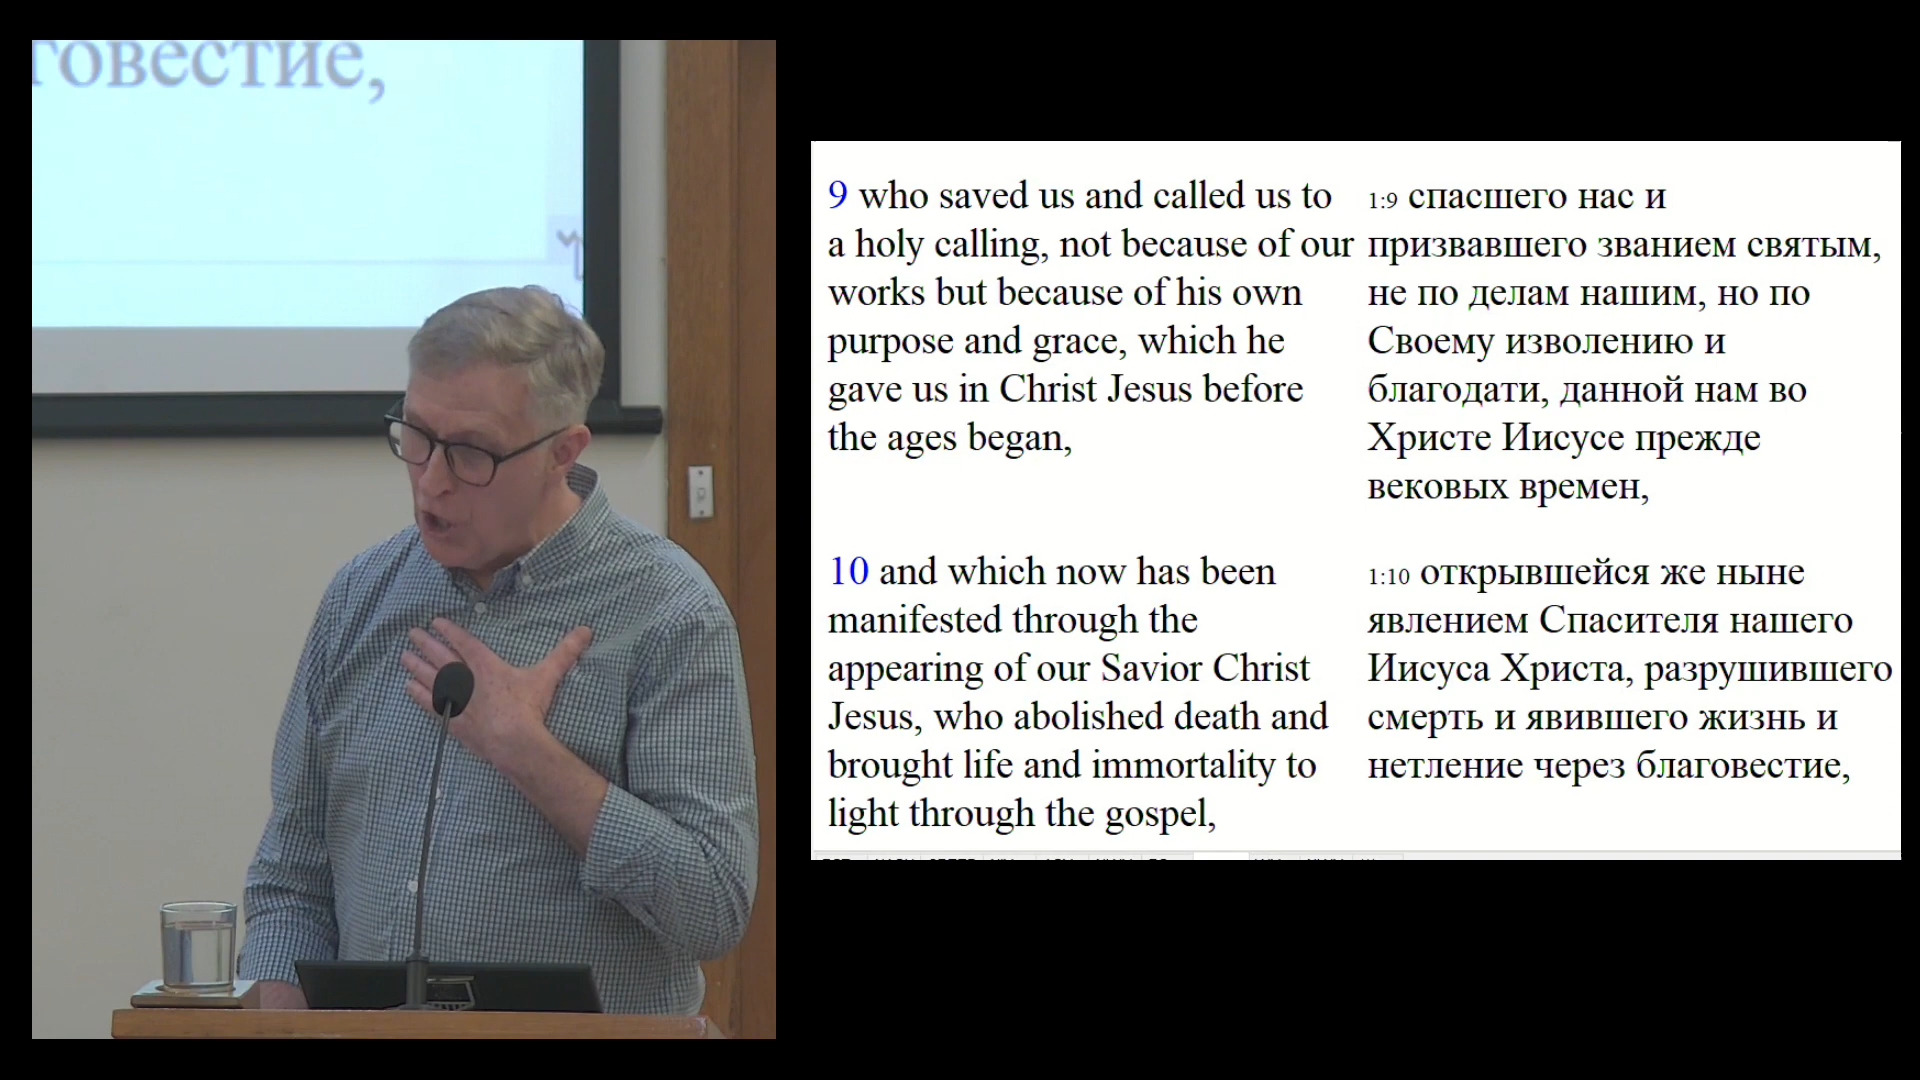 говестие,
9 who saved us and called us to
a holy calling, not because of our
works but because of his own
purpose and grace, which he
gave us in Christ Jesus before
the ages began,
1:9 спасшего нас и
призвавшего званием святым,
не по делам нашим, но по
Своему изволению и
благодати, данной нам во
Христе Иисусе прежде
вековых времен,
10 and which now has been
manifested through the
appearing of our Savior Christ
Jesus, who abolished death and
brought life and immortality to
light through the gospel,
1:10 открывшейся же ныне
явлением Спасителя нашего
Иисуса Христа, разрушившего
смерть и явившего жизнь и
нетление через благовестие,